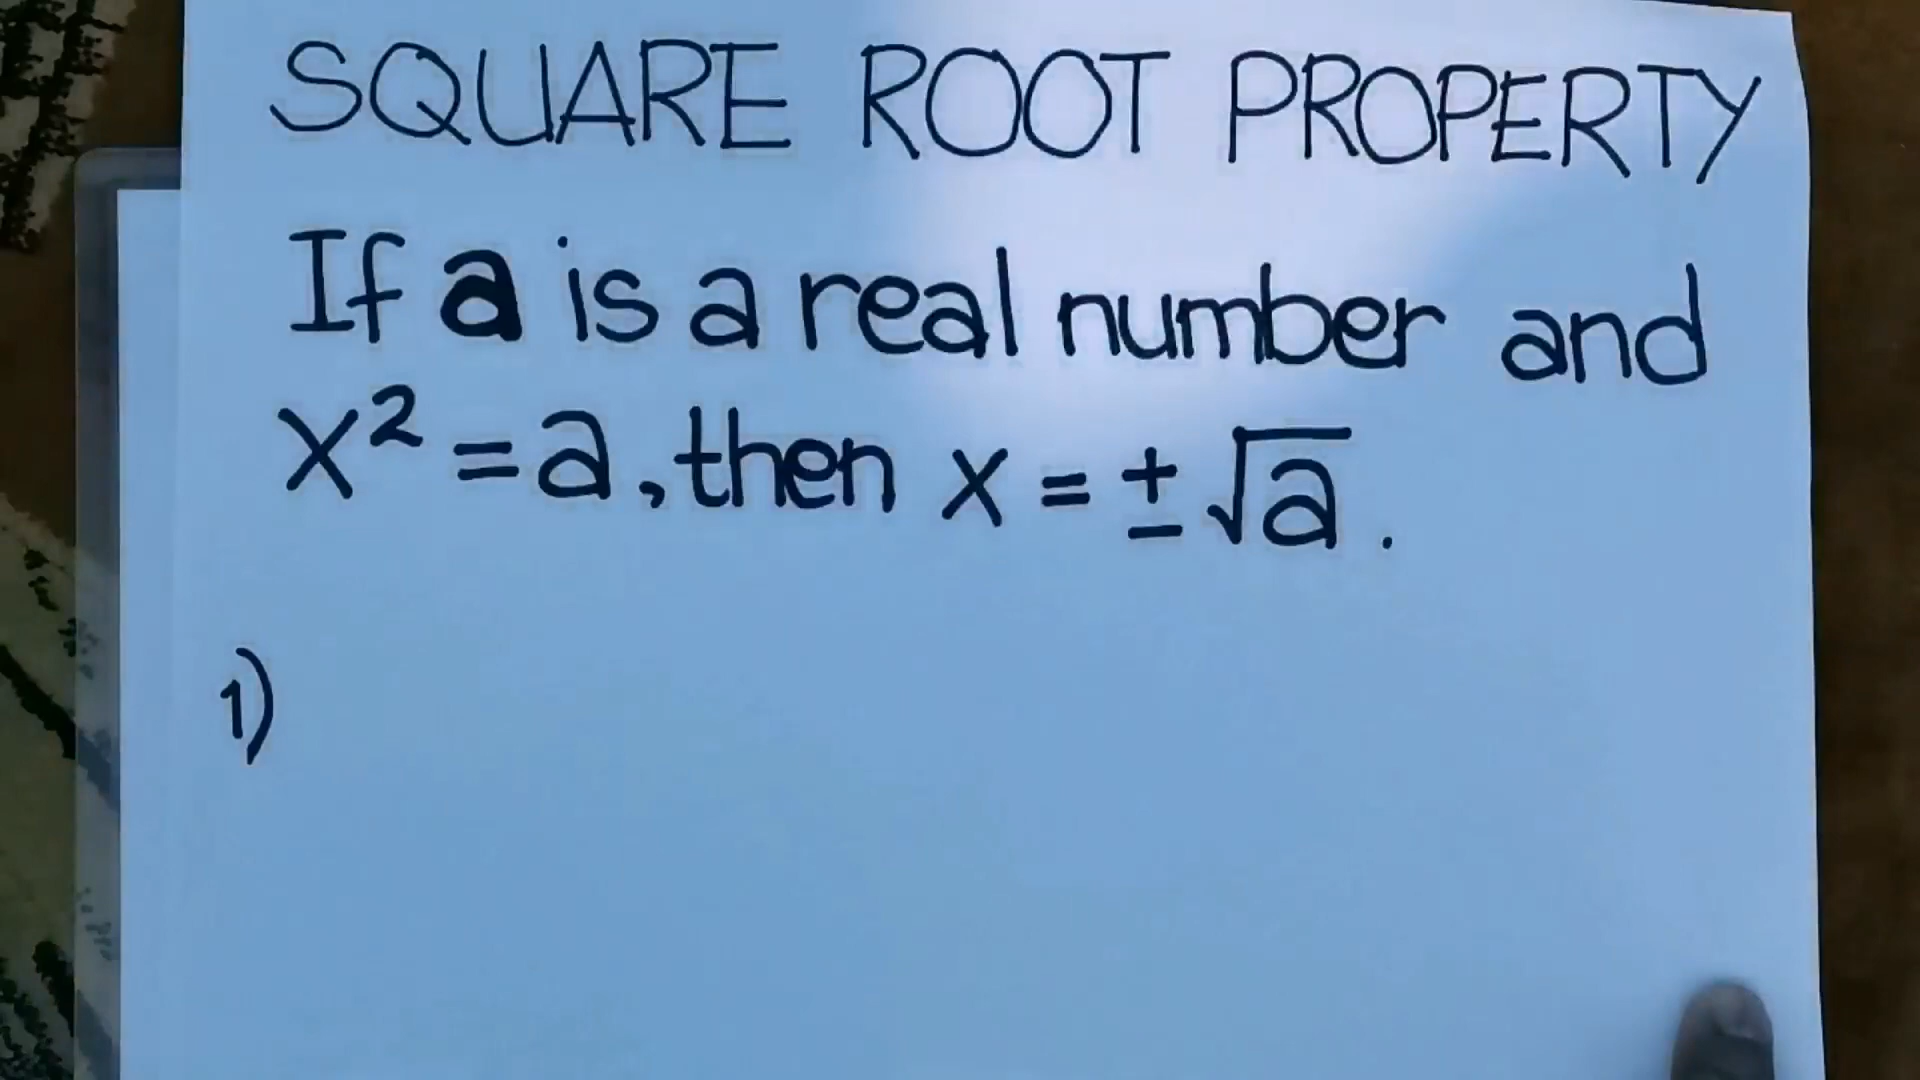 SQUARE ROOT PROPERTY
If a is a real number and
x² = a, then x = ± √a.
1)